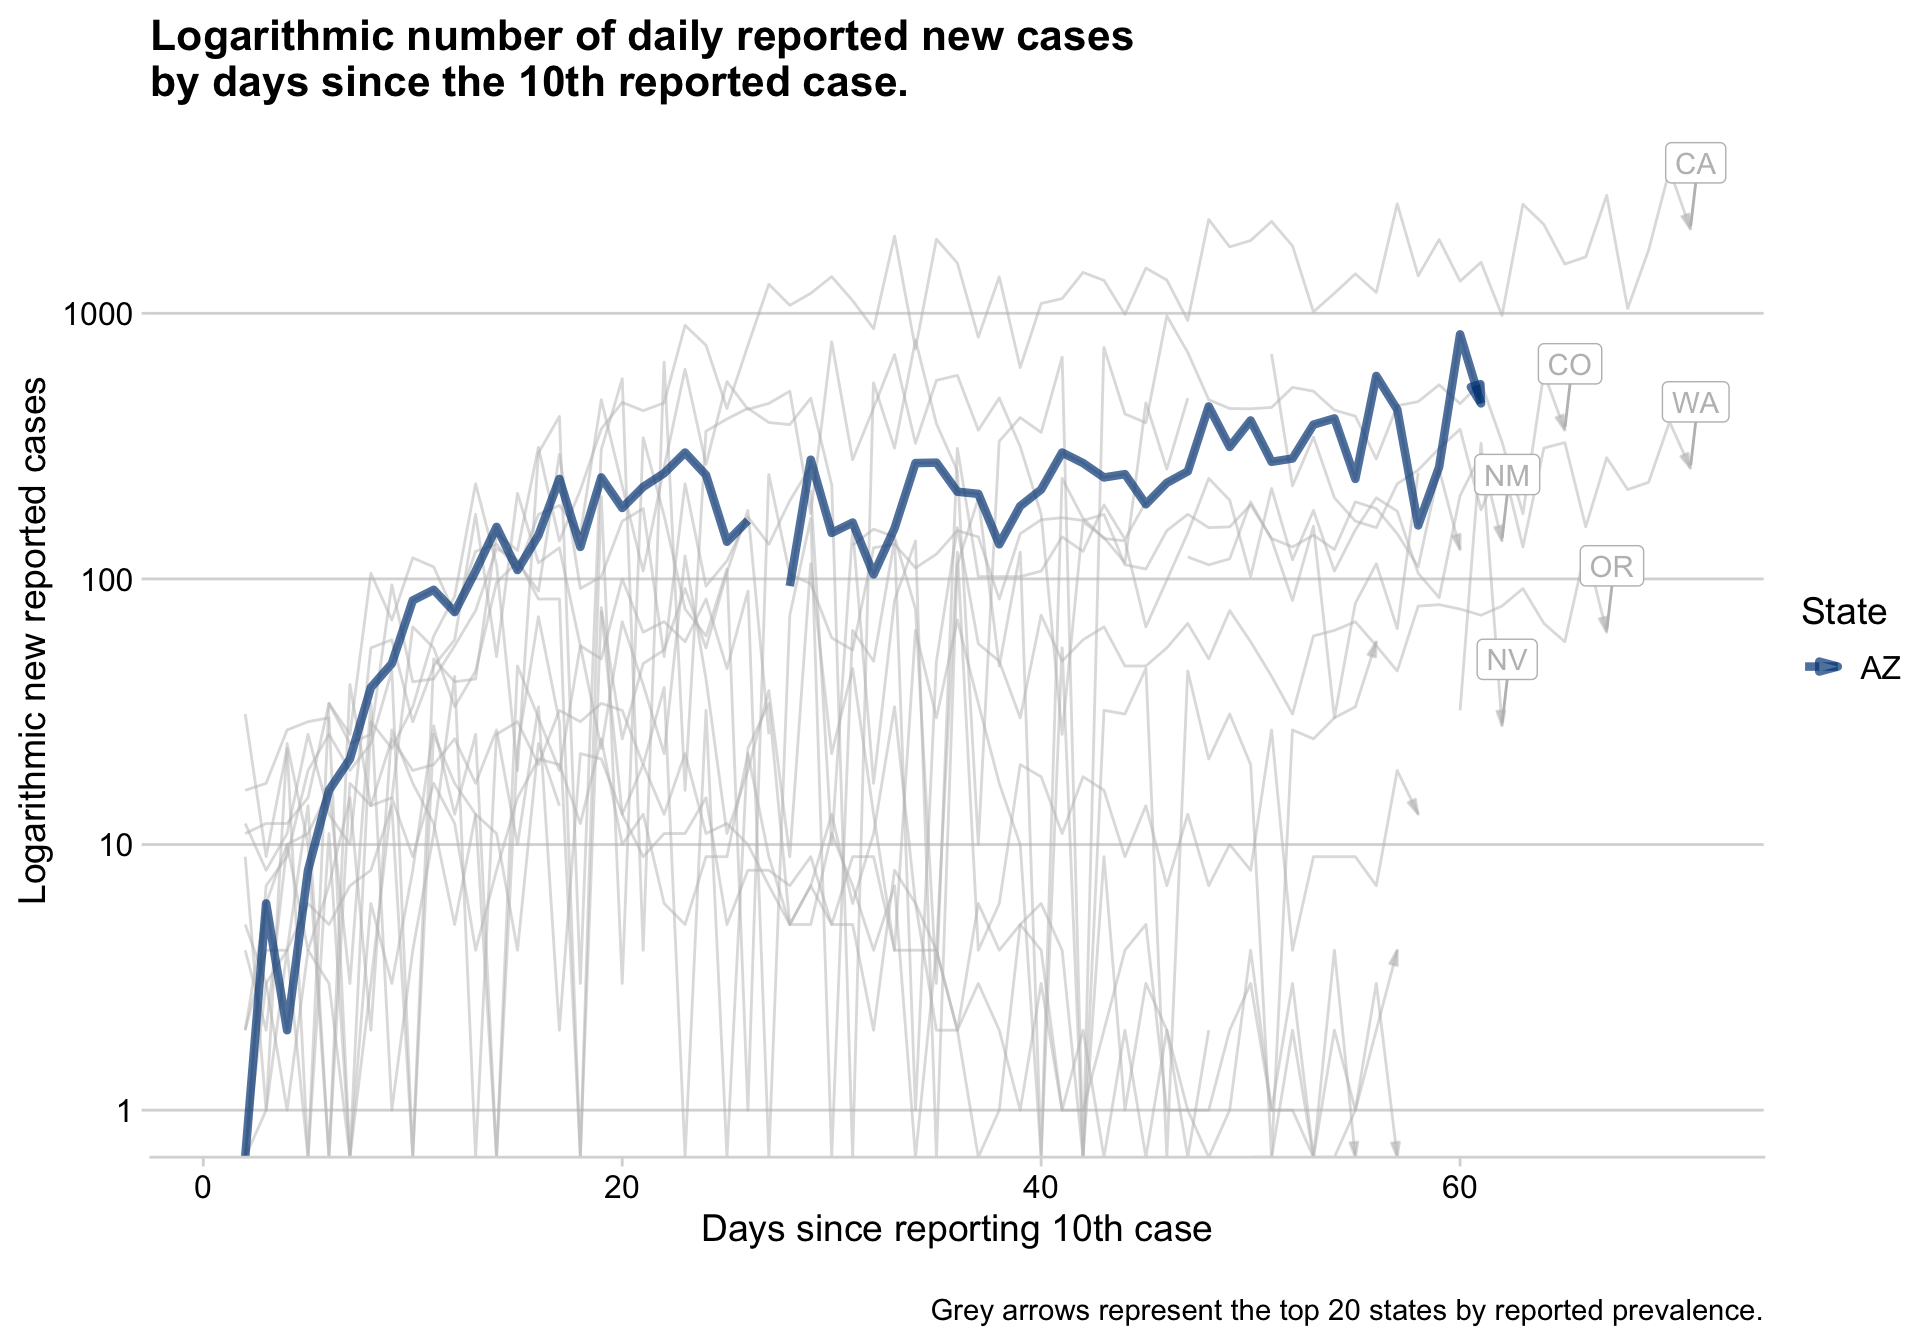 Logarithmic number of daily reported new cases
by days since the 10th reported case.
CA
1000
CO
WA
NM
OR
100
State
NV
AZ
10
1
Logarithmic new reported cases
0
20
40
60
Days since reporting 10th case
Grey arrows represent the top 20 states by reported prevalence.